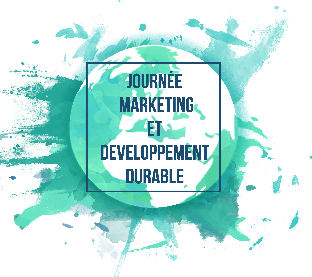 JOURNÉE
MARKETING
ET
DEVELOPPEMENT
DURABLE